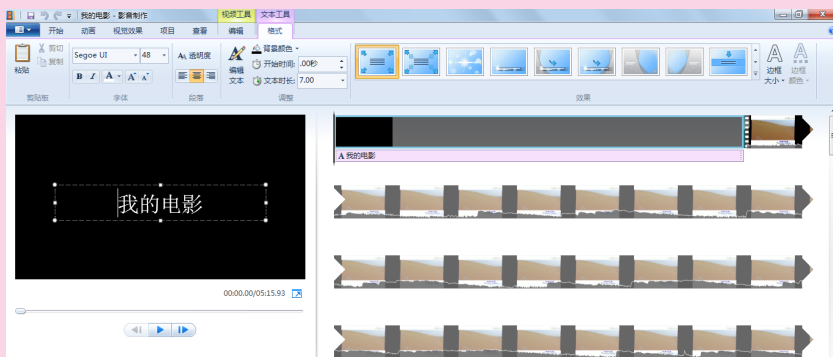 我的电影 - 影音制作
视频工具 文本工具
开始 动画 视觉效果 项目 查看 编辑 格式
粘贴
剪切
复制
剪贴板
Segoe UI 48
B I A A A
字体
A 透明度
段落
编辑
文本
背景颜色
开始时间: .00秒
文本时长: 7.00
调整
效果
A
边框
大小
A
边框
颜色
我的电影
00:00.00/05:15.93
A 我的电影